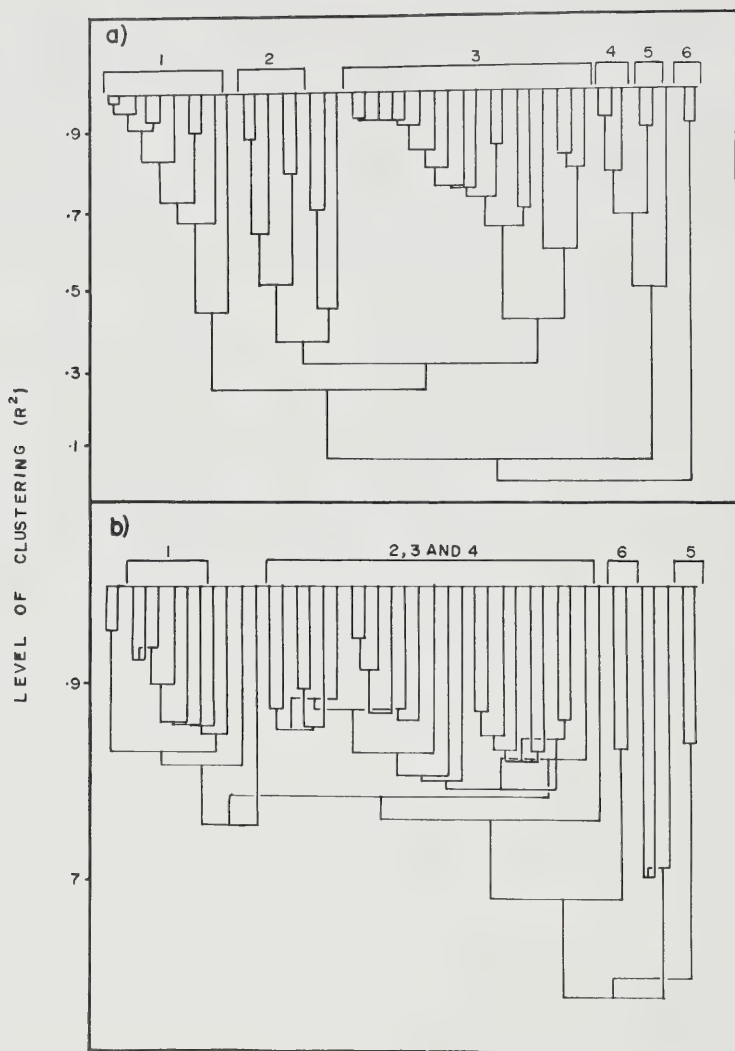 a)
1 2 3 4 5 6
.9
.7
.5
.3
.1
LEVEL OF CLUSTERING (R²)
b)
1 2, 3 AND 4 6 5
.9
7